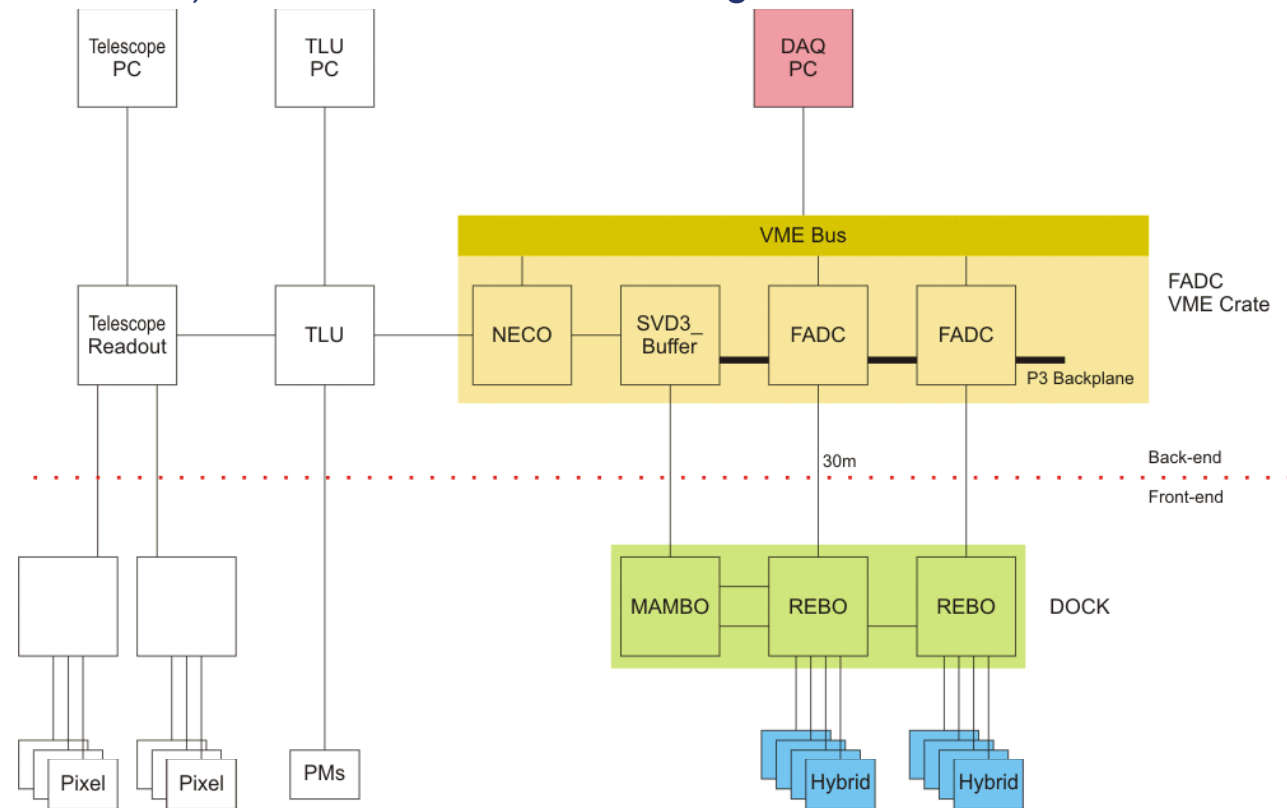 Telescope
PC
TLU
PC
DAQ
PC
VME Bus
FADC
VME Crate
Telescope
Readout
TLU
NECO
SVD3_
Buffer
FADC
FADC
P3 Backplane
30m
Back-end
Front-end
MAMBO
REBO
REBO
DOCK
Pixel
Pixel
PMs
Hybrid
Hybrid